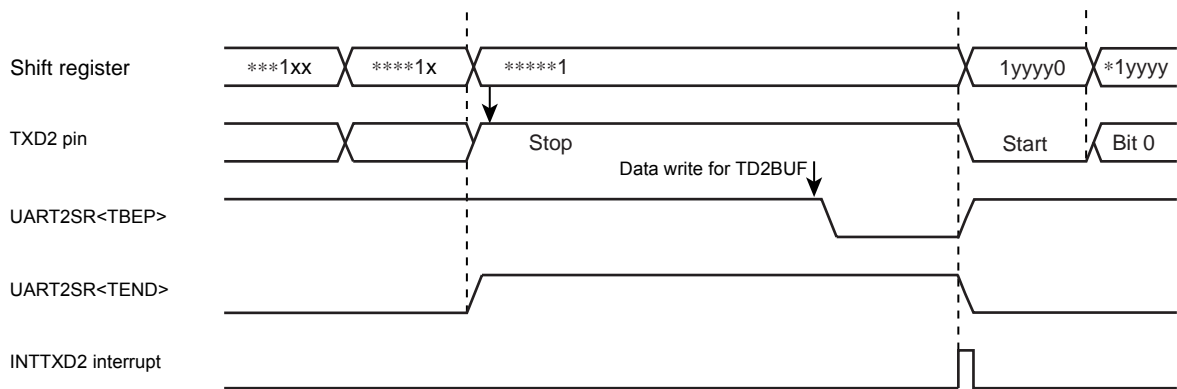 Shift register ***1xx ****1x *****1 1yyyy0 *1yyyy
TXD2 pin Stop Start Bit 0
Data write for TD2BUF
UART2SR<TBEP>
UART2SR<TEND>
INTTXD2 interrupt